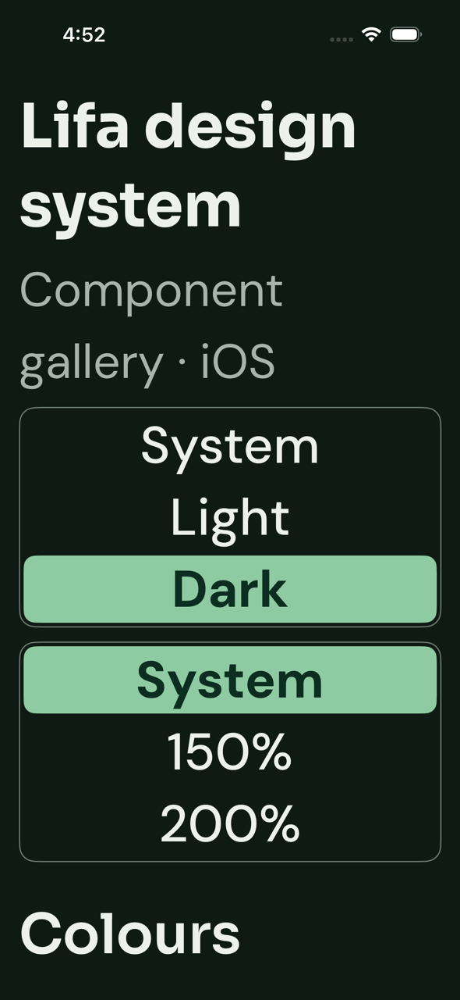 4:52
Lifa design
system
Component
gallery · iOS
System
Light
Dark
System
150%
200%
Colours